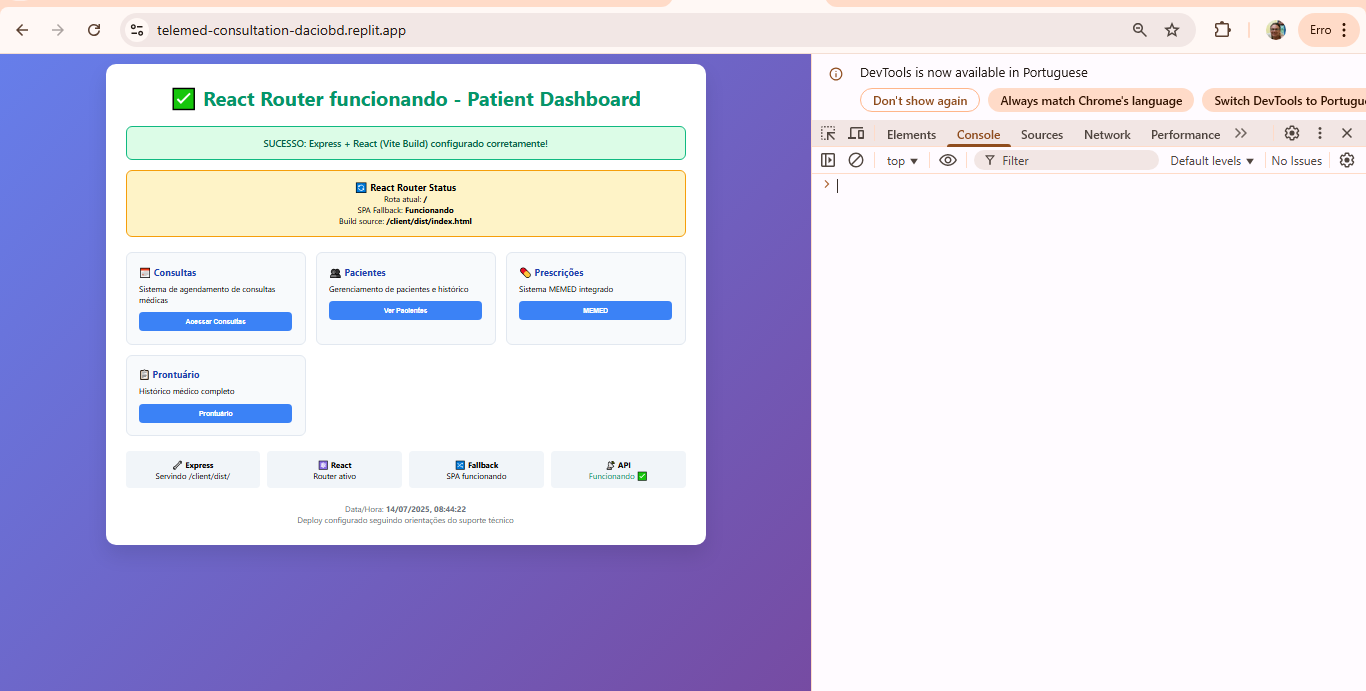 telemed-consultation-daciobd.replit.app
Erro
✅ React Router funcionando - Patient Dashboard
SUCESSO: Express + React (Vite Build) configurado corretamente!
React Router Status
Rota atual: /
SPA Fallback: Funcionando
Build source: /client/dist/index.html
Consultas
Sistema de agendamento de consultas
médicas
Acessar Consultas
Pacientes
Gerenciamento de pacientes e histórico
Ver Pacientes
Prescrições
Sistema MEMED integrado
MEMED
Prontuário
Histórico médico completo
Prontuário
Express
Servindo /client/dist/
React
Router ativo
Fallback
SPA funcionando
API
Funcionando ✅
Data/Hora: 14/07/2025, 08:44:22
Deploy configurado seguindo orientações do suporte técnico
DevTools is now available in Portuguese
Don't show again
Always match Chrome's language
Switch DevTools to Portugue
Elements
Console
Sources
Network
Performance
top
Filter
Default levels
No Issues